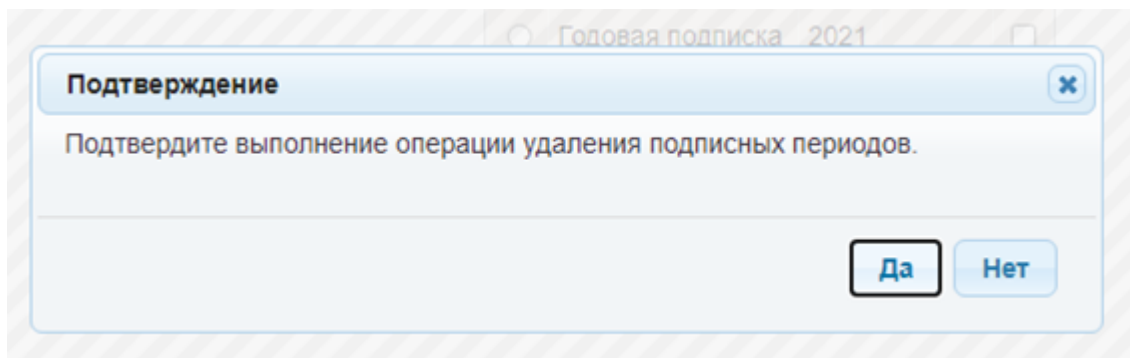 Годовая подписка 2021
Подтверждение
Подтвердите выполнение операции удаления подписных периодов.
Да Нет